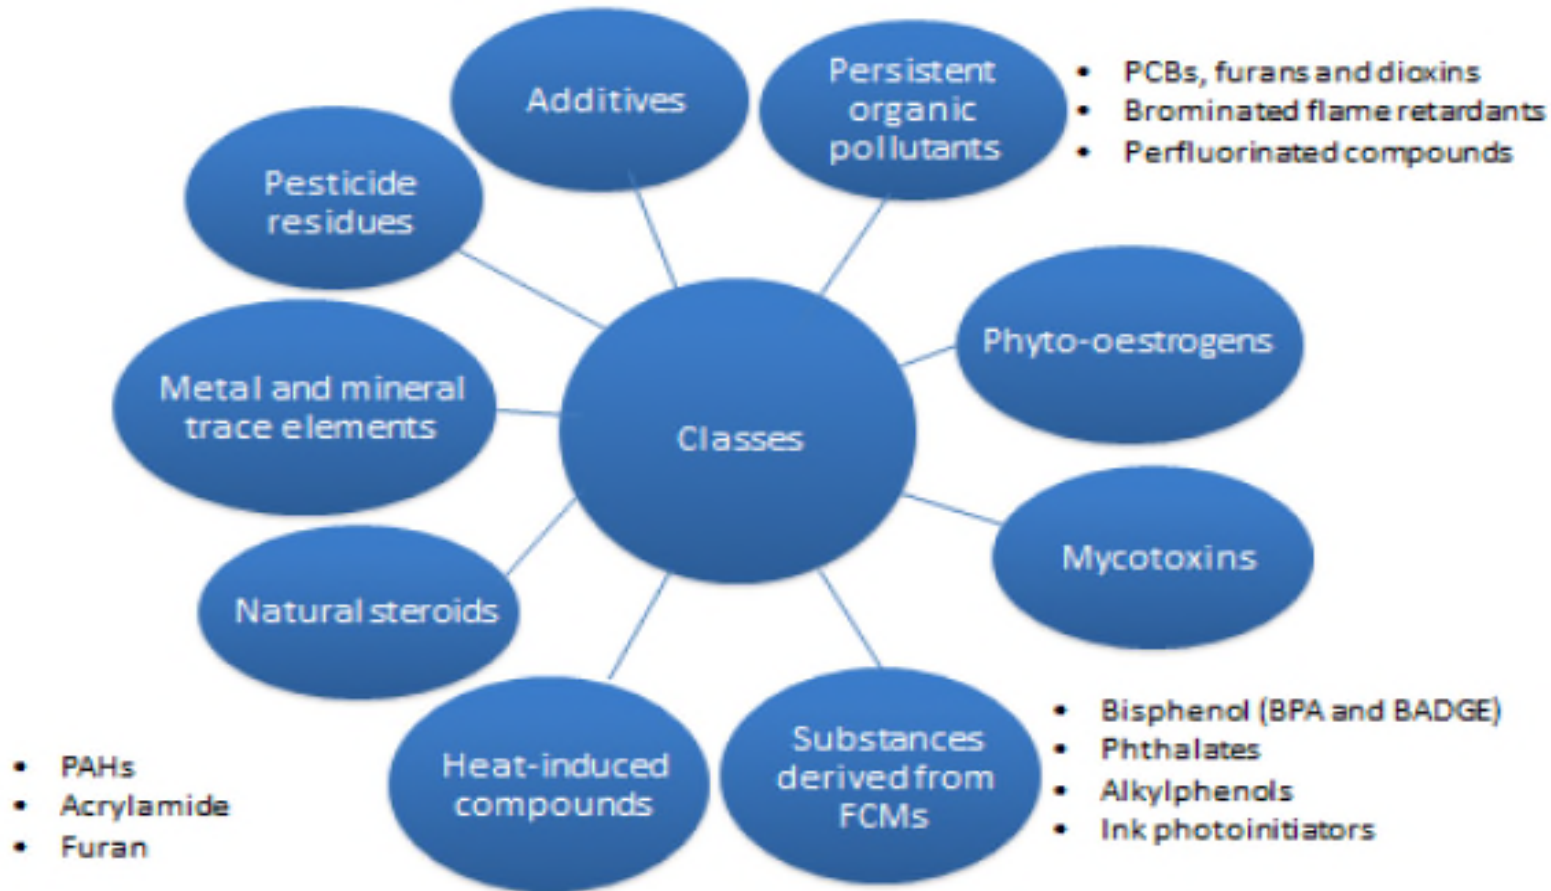 Additives
Persistent
organic
pollutants
• PCBs, furans and dioxins
• Brominated flame retardants
• Perfluorinated compounds
Pesticide
residues
Phyto-oestrogens
Metal and mineral
trace elements
Classes
Mycotoxins
Natural steroids
Heat-induced
compounds
• PAHs
• Acrylamide
• Furan
Substances
derived from
FCMs
• Bisphenol (BPA and BADGE)
• Phthalates
• Alkylphenols
• Ink photoinitiators